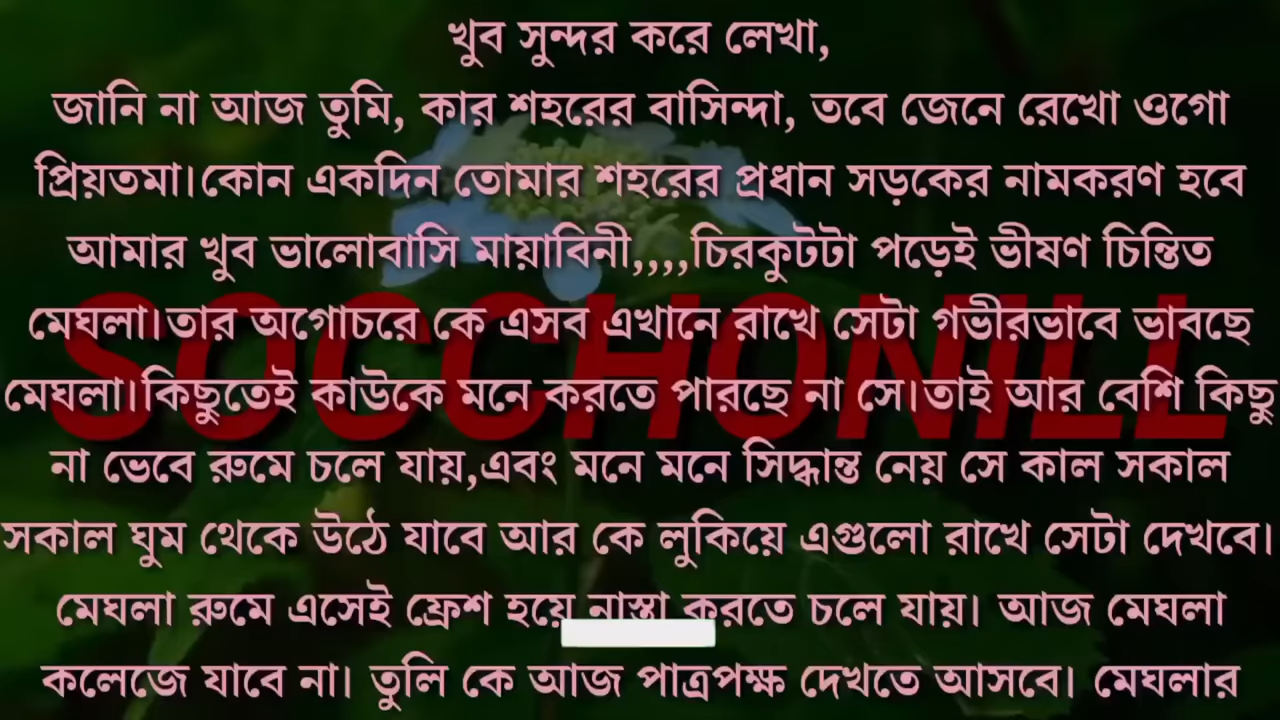 খুব সুন্দর করে লেখা,
জানি না আজ তুমি, কার শহরের বাসিন্দা, তবে জেনে রেখো ওগো
প্রিয়তমা।কোন একদিন তোমার শহরের প্রধান সড়কের নামকরণ হবে
আমার খুব ভালোবাসি মায়াবিনী,,,,চিরকুটটা পড়েই ভীষণ চিন্তিত
মেঘলা।তার অগোচরে কে এসব এখানে রাখে সেটা গভীরভাবে ভাবছে
মেঘলা।কিছুতেই কাউকে মনে করতে পারছে না সে।তাই আর বেশি কিছু
না ভেবে রুমে চলে যায়,এবং মনে মনে সিদ্ধান্ত নেয় সে কাল সকাল
সকাল ঘুম থেকে উঠে যাবে আর কে লুকিয়ে এগুলো রাখে সেটা দেখবে।
মেঘলা রুমে এসেই ফ্রেশ হয়ে নাস্তা করতে চলে যায়। আজ মেঘলা
কলেজে যাবে না। তুলি কে আজ পাত্রপক্ষ দেখতে আসবে। মেঘলার
SOCCHONILL